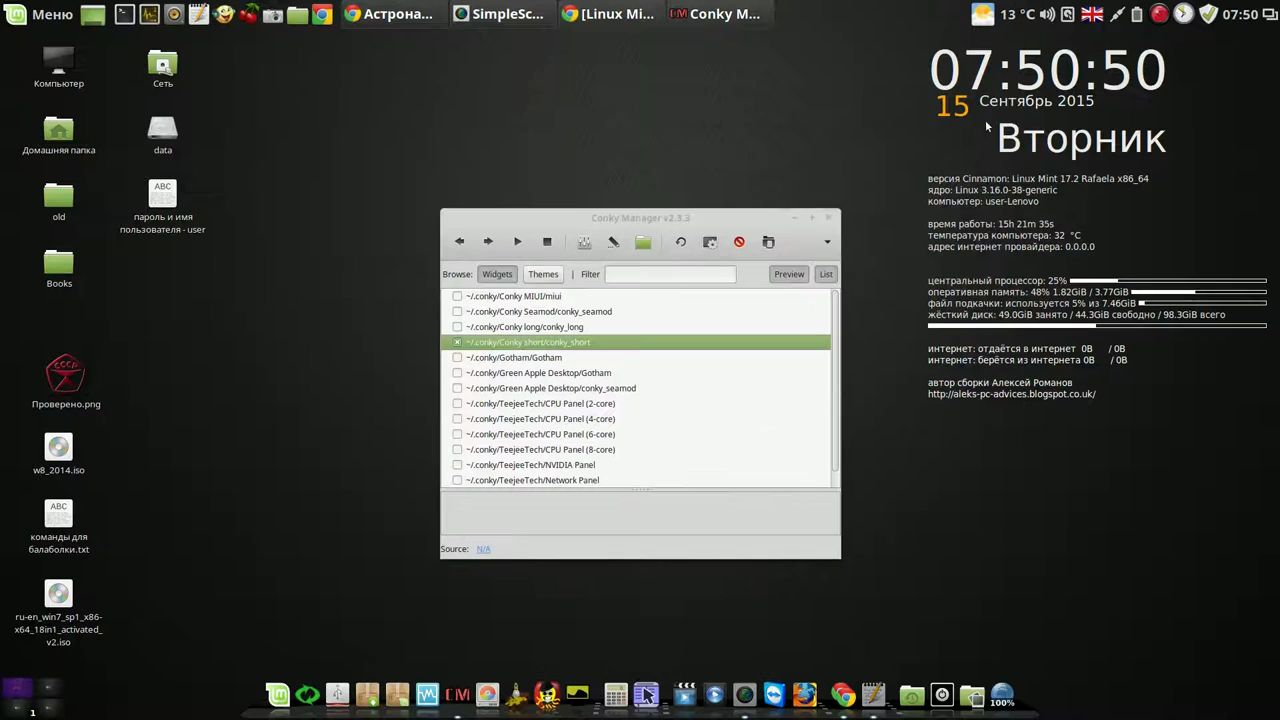 Меню
Астрона...
SimpleSc...
[Linux Mi...
Conky M...
13 °C
07:50
Компьютер
Сеть
Домашняя папка
data
old
ABC
пароль и имя
пользователя - user
Books
СССР
Проверено.png
w8_2014.iso
ABC
команды для
балаболки.txt
ru-en_win7_sp1_x86-
x64_18in1_activated_
v2.iso
07:50:50
15 Сентябрь 2015
Вторник
версия Cinnamon: Linux Mint 17.2 Rafaela x86_64
ядро: Linux 3.16.0-38-generic
компьютер: user-Lenovo
время работы: 15h 21m 35s
температура компьютера: 32 °C
адрес интернет провайдера: 0.0.0.0
центральный процессор: 25%
оперативная память: 48% 1.82GiB / 3.77GiB
файл подкачки: используется 5% из 7.46GiB
жёсткий диск: 49.0GiB занято / 44.3GiB свободно / 98.3GiB всего
интернет: отдаётся в интернет 0B / 0B
интернет: берётся из интернета 0B / 0B
автор сборки Алексей Романов
http://aleks-pc-advices.blogspot.co.uk/
Conky Manager v2.3.3
Browse: Widgets Themes | Filter Preview List
~/.conky/Conky MIUI/miui
~/.conky/Conky Seamod/conky_seamod
~/.conky/Conky long/conky_long
~/.conky/Conky short/conky_short
~/.conky/Gotham/Gotham
~/.conky/Green Apple Desktop/Gotham
~/.conky/Green Apple Desktop/conky_seamod
~/.conky/TeejeeTech/CPU Panel (2-core)
~/.conky/TeejeeTech/CPU Panel (4-core)
~/.conky/TeejeeTech/CPU Panel (6-core)
~/.conky/TeejeeTech/CPU Panel (8-core)
~/.conky/TeejeeTech/NVIDIA Panel
~/.conky/TeejeeTech/Network Panel
Source: N/A
CM
100%
1